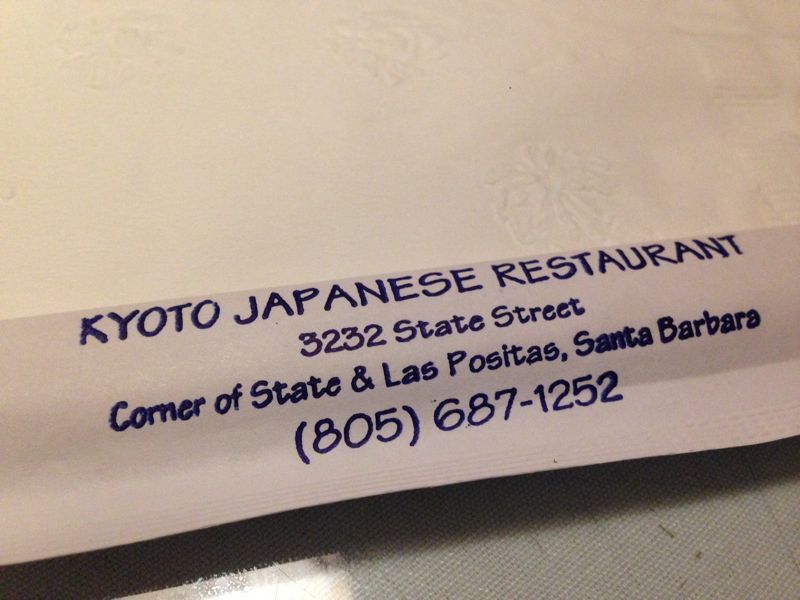 KYOTO JAPANESE RESTAURANT
3232 State Street
Corner of State & Las Positas, Santa Barbara
(805) 687-1252